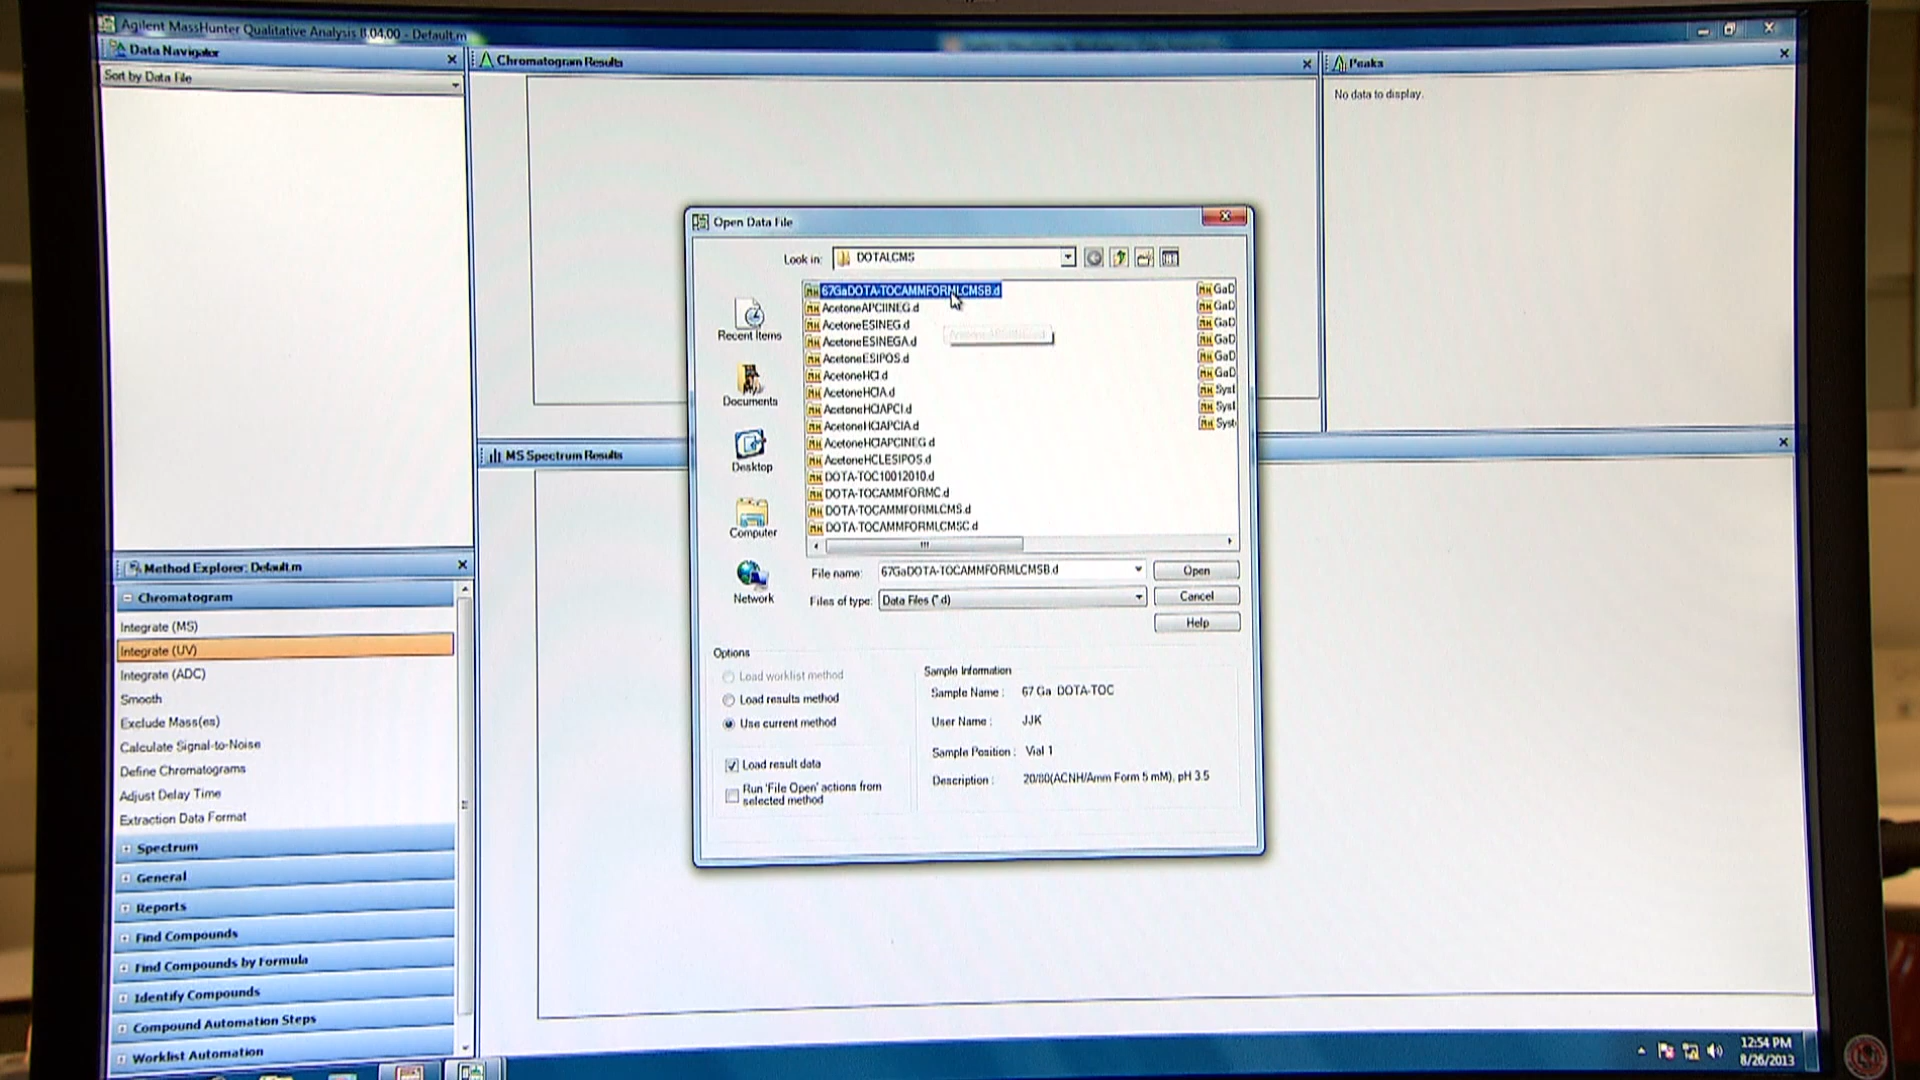 Agilent MassHunter Qualitative Analysis B.04.00 - Default.m
Data Navigator
Sort by Data File
Chromatogram Results
Peaks
No data to display.
MS Spectrum Results
Method Explorer: Default.m
Chromatogram
Integrate (MS)
Integrate (UV)
Integrate (ADC)
Smooth
Exclude Mass(es)
Calculate Signal-to-Noise
Define Chromatograms
Adjust Delay Time
Extraction Data Format
Spectrum
General
Reports
Find Compounds
Find Compounds by Formula
Identify Compounds
Compound Automation Steps
Worklist Automation
Open Data File
Look in: DOTALCMS
Recent Items
Documents
Desktop
Computer
Network
67GaDOTA-TOCAMMFORMLCMSB.d
AcetoneAPCIINEG.d
AcetoneESINEG.d
AcetoneESINEGA.d
AcetoneESIPOS.d
AcetoneHCl.d
AcetoneHClA.d
AcetoneHClAPCI.d
AcetoneHClAPCIA.d
AcetoneHClAPCINEG.d
AcetoneHCLESIPOS.d
DOTA-TOC10012010.d
DOTA-TOCAMMFORMC.d
DOTA-TOCAMMFORMLCMS.d
DOTA-TOCAMMFORMLCMSC.d
GaD
GaD
GaD
GaD
GaD
GaD
Syst
Syst
Syst
File name: 67GaDOTA-TOCAMMFORMLCMSB.d
Open
Files of type: Data Files (*.d)
Cancel
Help
Options
Load worklist method
Load results method
Use current method
Load result data
Run 'File Open' actions from
selected method
Sample Information
Sample Name : 67 Ga DOTA-TOC
User Name : JJK
Sample Position : Vial 1
Description : 20/80(ACNH/Amm Form 5 mM), pH 3.5
12:54 PM
8/26/2013